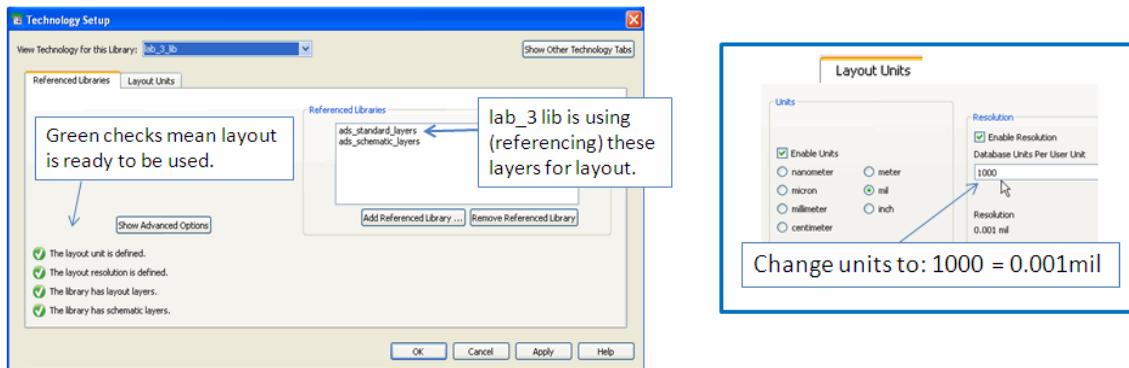 Technology Setup
View Technology for this Library: lab_3_lib
Show Other Technology Tabs
Referenced Libraries
Layout Units
Green checks mean layout
is ready to be used.
Referenced Libraries
ads_standard_layers
ads_schematic_layers
lab_3 lib is using
(referencing) these
layers for layout.
Show Advanced Options
Add Referenced Library ...
Remove Referenced Library
The layout unit is defined.
The layout resolution is defined.
The library has layout layers.
The library has schematic layers.
OK
Cancel
Apply
Help
Layout Units
Units
Enable Units
nanometer
meter
micron
mil
millimeter
inch
centimeter
Resolution
Enable Resolution
Database Units Per User Unit
1000
Resolution
0.001 mil
Change units to: 1000 = 0.001mil